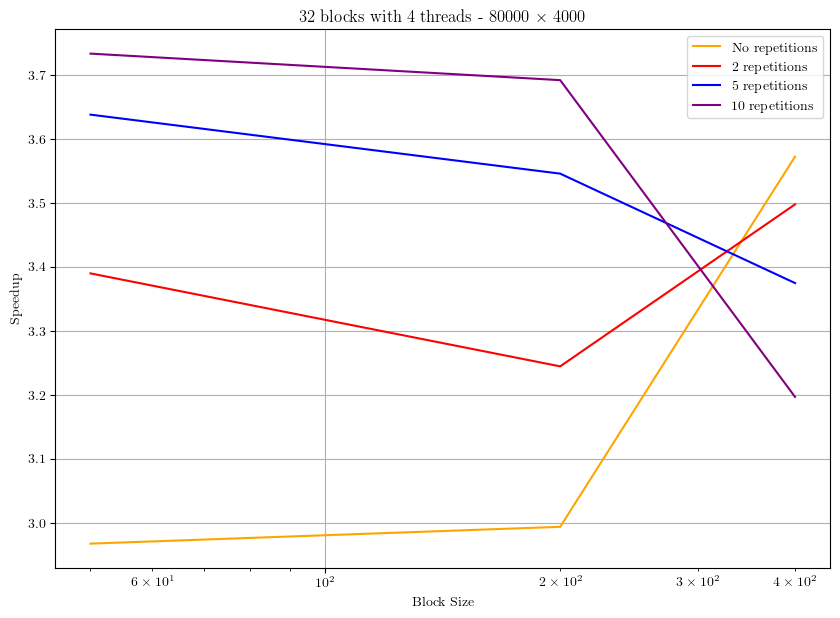 32 blocks with 4 threads - 80000 × 4000
No repetitions
2 repetitions
5 repetitions
10 repetitions
3.7
3.6
3.5
3.4
3.3
3.2
3.1
3.0
Speedup
6 × 10¹
10²
2 × 10²
3 × 10²
4 × 10²
Block Size